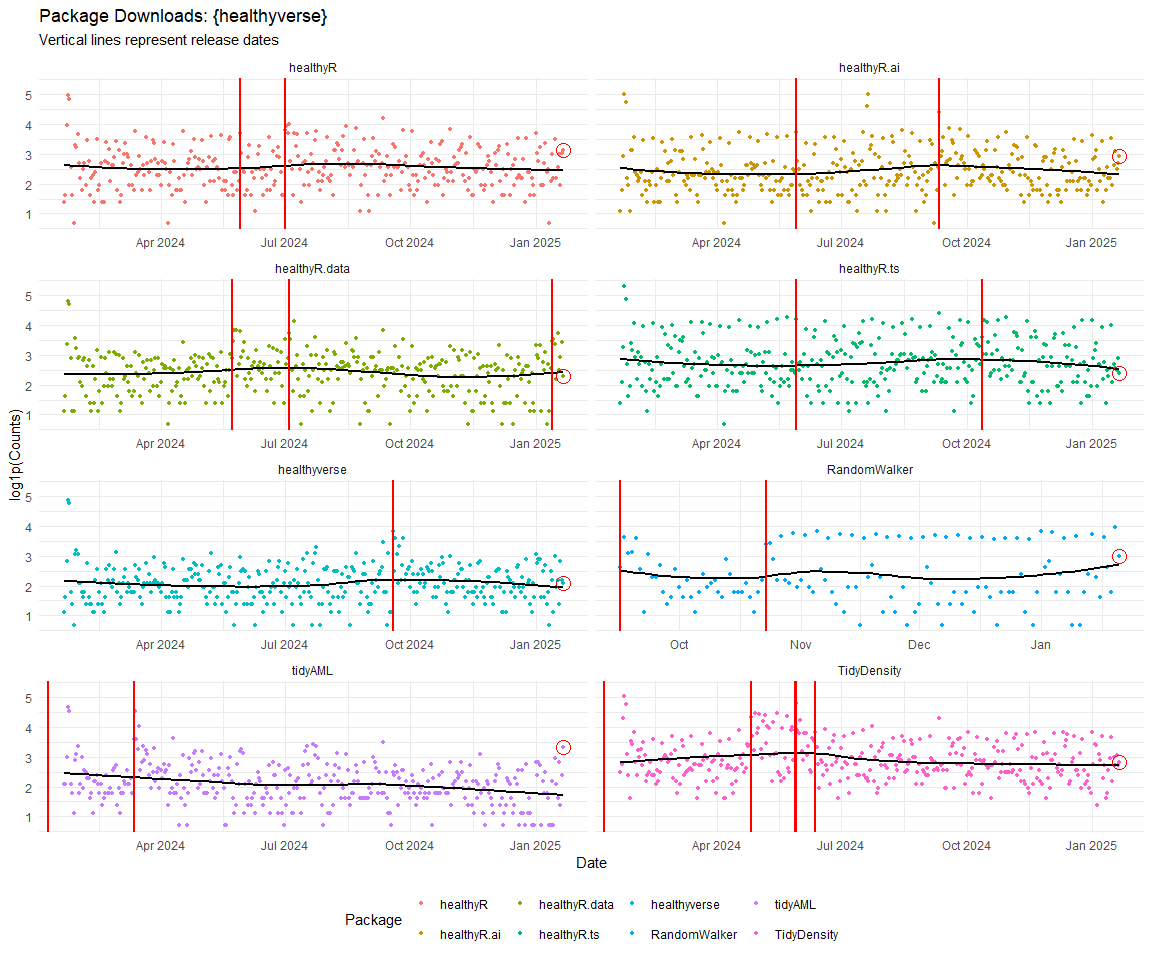 Package Downloads: {healthyverse}
Vertical lines represent release dates
healthyR
healthyR.ai
5
4
3
2
1
Apr 2024 Jul 2024 Oct 2024 Jan 2025
Apr 2024 Jul 2024 Oct 2024 Jan 2025
healthyR.data
healthyR.ts
5
4
3
2
1
Apr 2024 Jul 2024 Oct 2024 Jan 2025
Apr 2024 Jul 2024 Oct 2024 Jan 2025
log1p(Counts)
healthyverse
RandomWalker
5
4
3
2
1
Apr 2024 Jul 2024 Oct 2024 Jan 2025
Oct Nov Dec Jan
tidyAML
TidyDensity
5
4
3
2
1
Apr 2024 Jul 2024 Oct 2024 Jan 2025
Apr 2024 Jul 2024 Oct 2024 Jan 2025
Date
Package
healthyR healthyR.data healthyverse tidyAML
healthyR.ai healthyR.ts RandomWalker TidyDensity